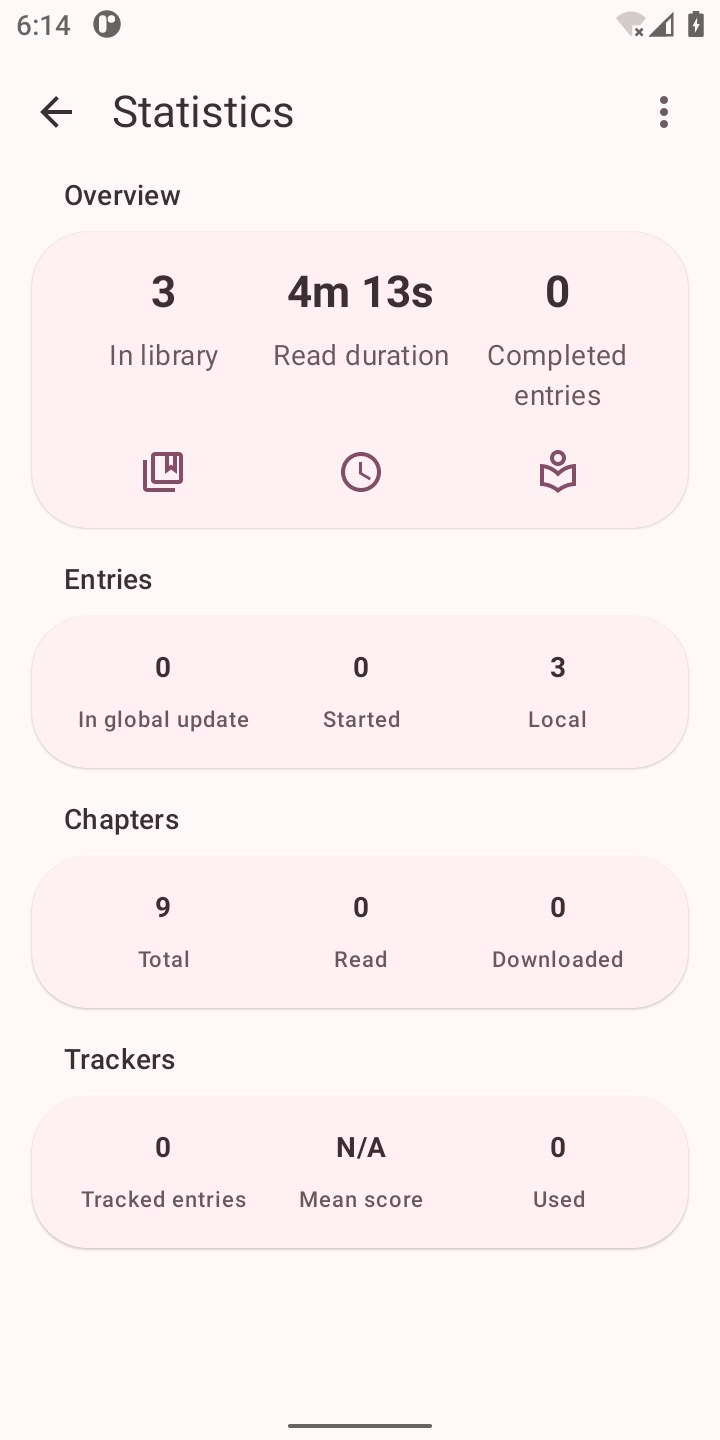 6:14
Statistics
Overview
3
4m 13s
0
In library
Read duration
Completed
entries
Entries
0
0
3
In global update
Started
Local
Chapters
9
0
0
Total
Read
Downloaded
Trackers
0
N/A
0
Tracked entries
Mean score
Used